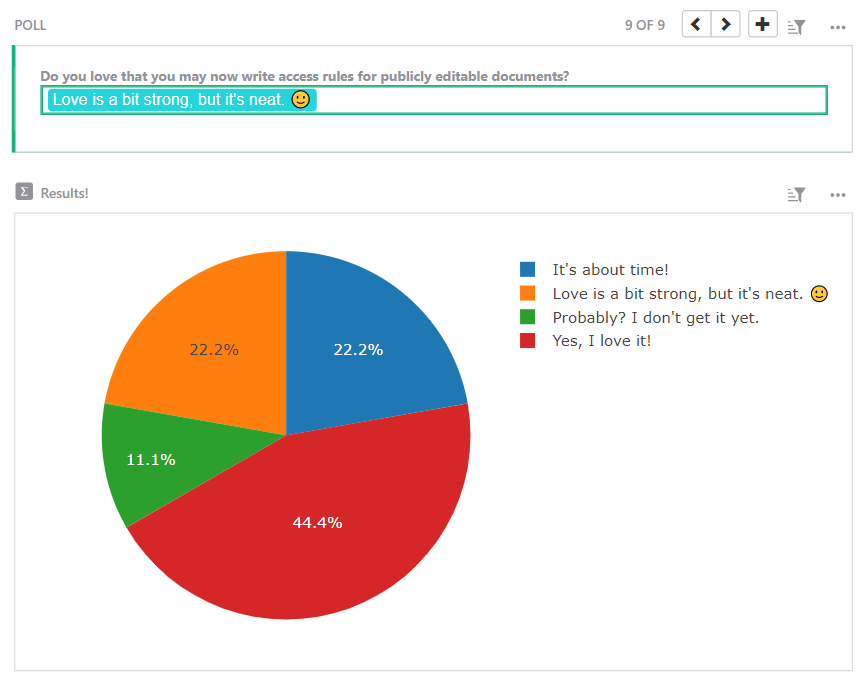 POLL
9 OF 9
Do you love that you may now write access rules for publicly editable documents?
Love is a bit strong, but it's neat. 🙂
Σ Results!
It's about time!
Love is a bit strong, but it's neat. 🙂
Probably? I don't get it yet.
Yes, I love it!
22.2%
22.2%
11.1%
44.4%